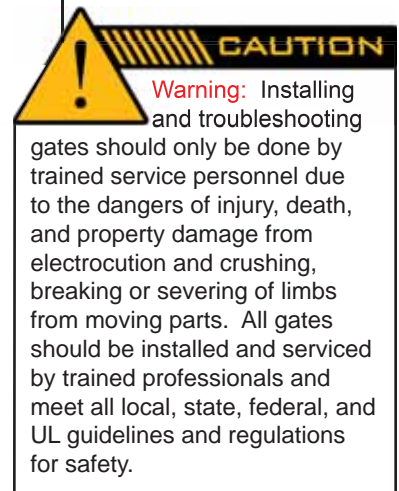 CAUTION
Warning:  Installing
and troubleshooting
gates should only be done by
trained service personnel due
to the dangers of injury, death,
and property damage from
electrocution and crushing,
breaking or severing of limbs
from moving parts.  All gates
should be installed and serviced
by trained professionals and
meet all local, state, federal, and
UL guidelines and regulations
for safety.